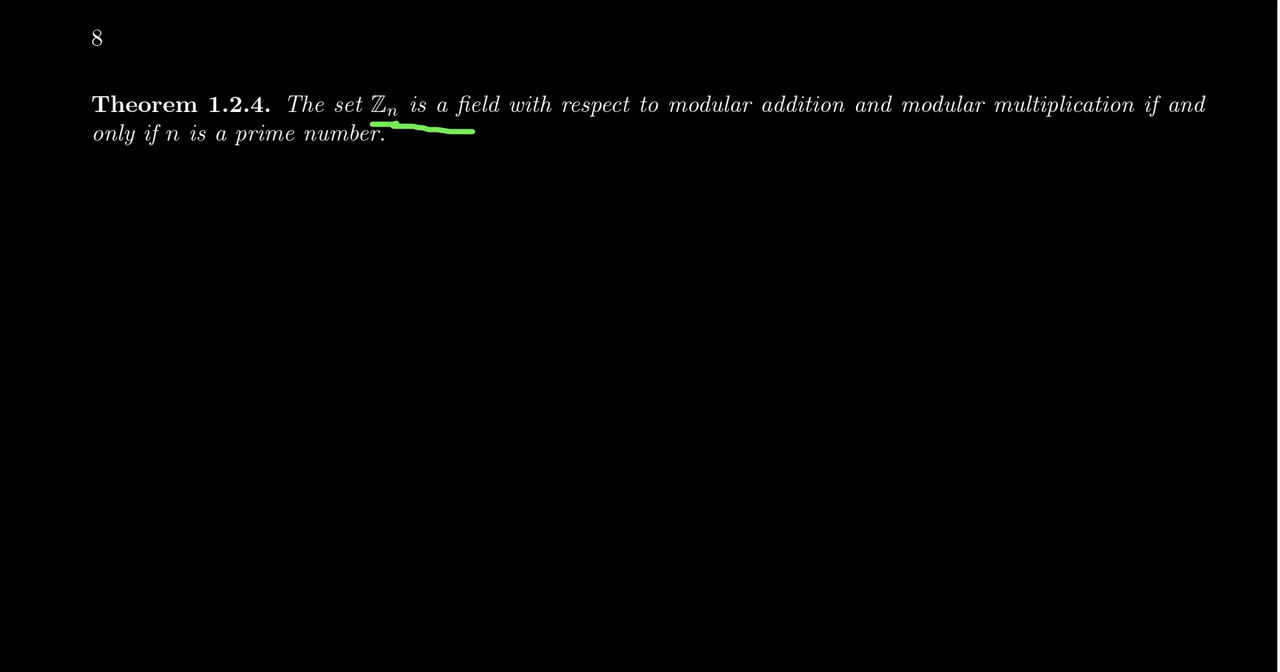 8
Theorem 1.2.4. The set ℤₙ is a field with respect to modular addition and modular multiplication if and
only if n is a prime number.